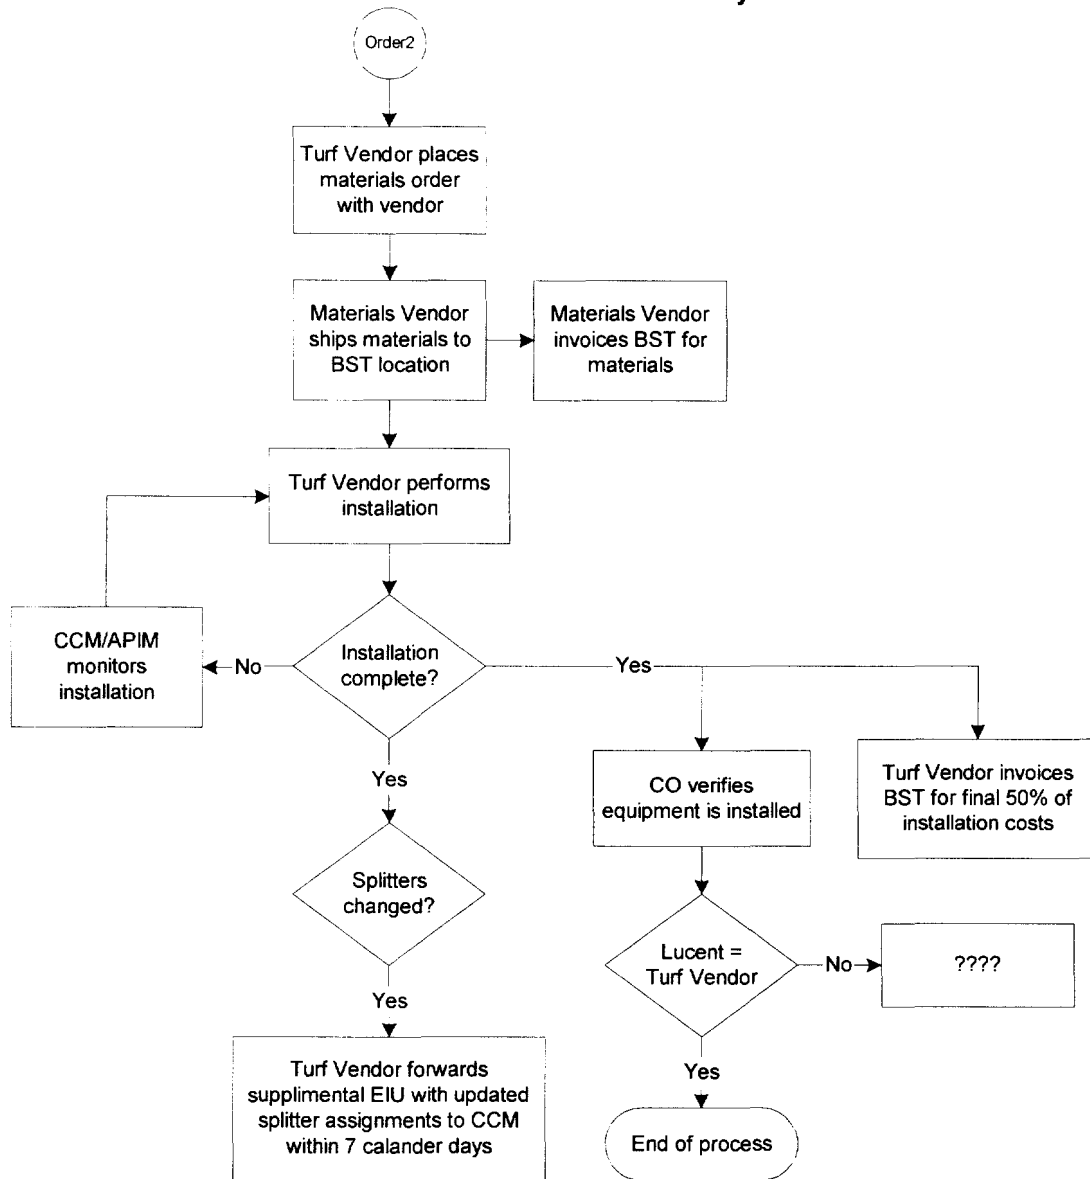 Order2
Turf Vendor places
materials order
with vendor
Materials Vendor
ships materials to
BST location
Materials Vendor
invoices BST for
materials
Turf Vendor performs
installation
CCM/APIM
monitors
installation
No
Installation
complete?
Yes
Yes
CO verifies
equipment is installed
Turf Vendor invoices
BST for final 50% of
installation costs
Splitters
changed?
Lucent =
Turf Vendor
No
????
Yes
Yes
Turf Vendor forwards
supplimental EIU with updated
splitter assignments to CCM
within 7 calander days
End of process